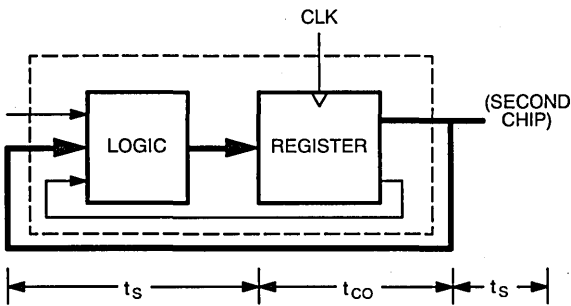 CLK
(SECOND
CHIP)
LOGIC
REGISTER
tS
tCO
tS